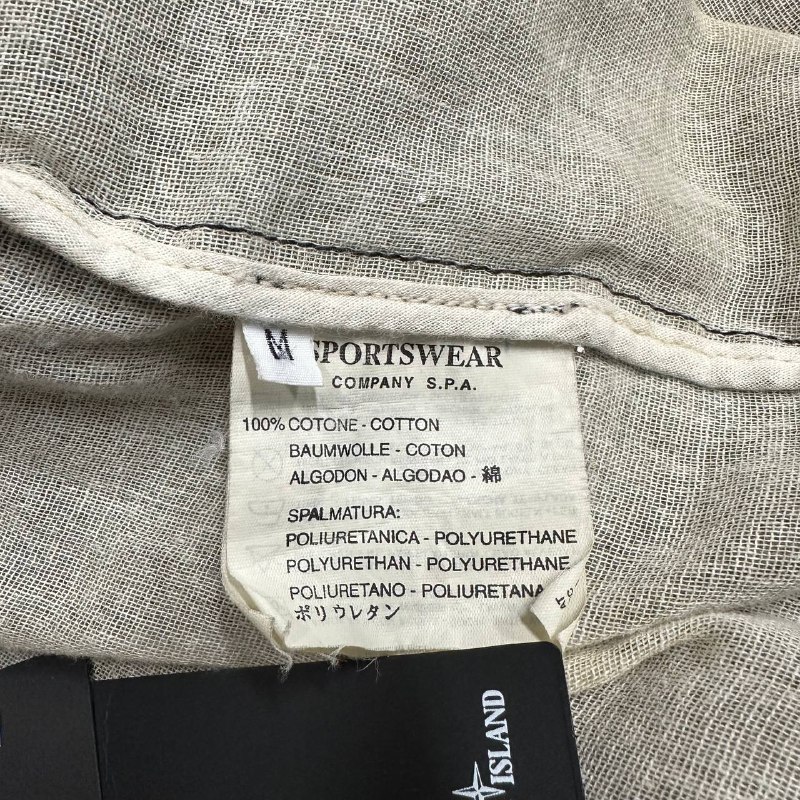 M
SPORTSWEAR
COMPANY S.P.A.
100% COTONE - COTTON
BAUMWOLLE - COTON
ALGODON - ALGODAO - 綿
SPALMATURA:
POLIURETANICA - POLYURETHANE
POLYURETHAN - POLYURETHANE
POLIURETANO - POLIURETANA
ポリウレタン
ISLAND